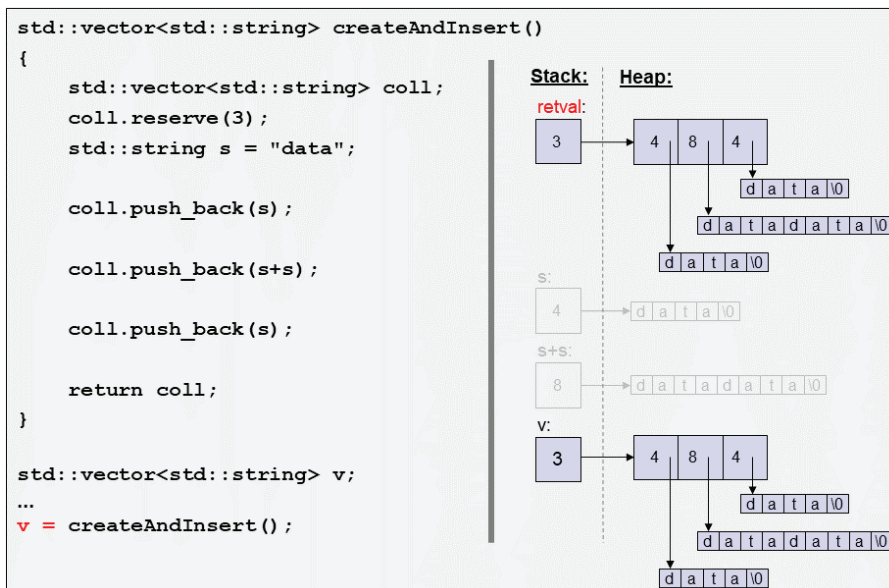 std::vector<std::string> createAndInsert()
{
std::vector<std::string> coll;
coll.reserve(3);
std::string s = "data";
coll.push_back(s);
coll.push_back(s+s);
coll.push_back(s);
return coll;
}
std::vector<std::string> v;
...
v = createAndInsert();
Stack: Heap:
retval:
3 4 8 4
d a t a \0
d a t a d a t a \0
d a t a \0
s:
4 d a t a \0
s+s:
8 d a t a d a t a \0
v:
3 4 8 4
d a t a \0
d a t a d a t a \0
d a t a \0